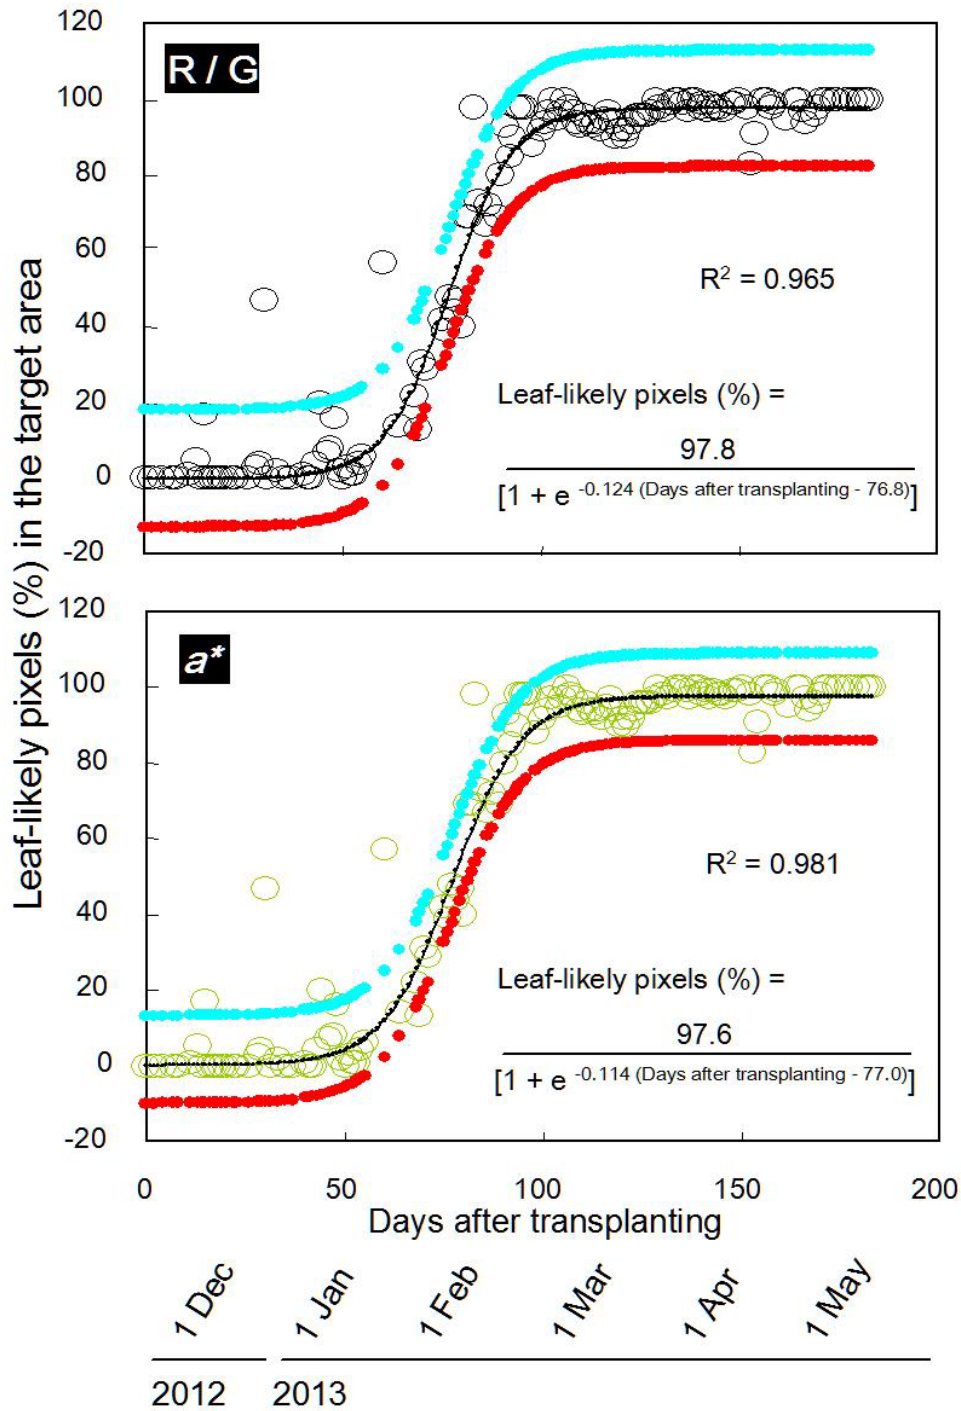 Leaf-likely pixels (%) in the target area
120
100
80
60
40
20
0
-20
R / G
R² = 0.965
Leaf-likely pixels (%) =
97.8
[1 + e -0.124 (Days after transplanting - 76.8)]
120
100
80
60
40
20
0
-20
a*
R² = 0.981
Leaf-likely pixels (%) =
97.6
[1 + e -0.114 (Days after transplanting - 77.0)]
0 50 100 150 200
Days after transplanting
1 Dec 1 Jan 1 Feb 1 Mar 1 Apr 1 May
2012 2013